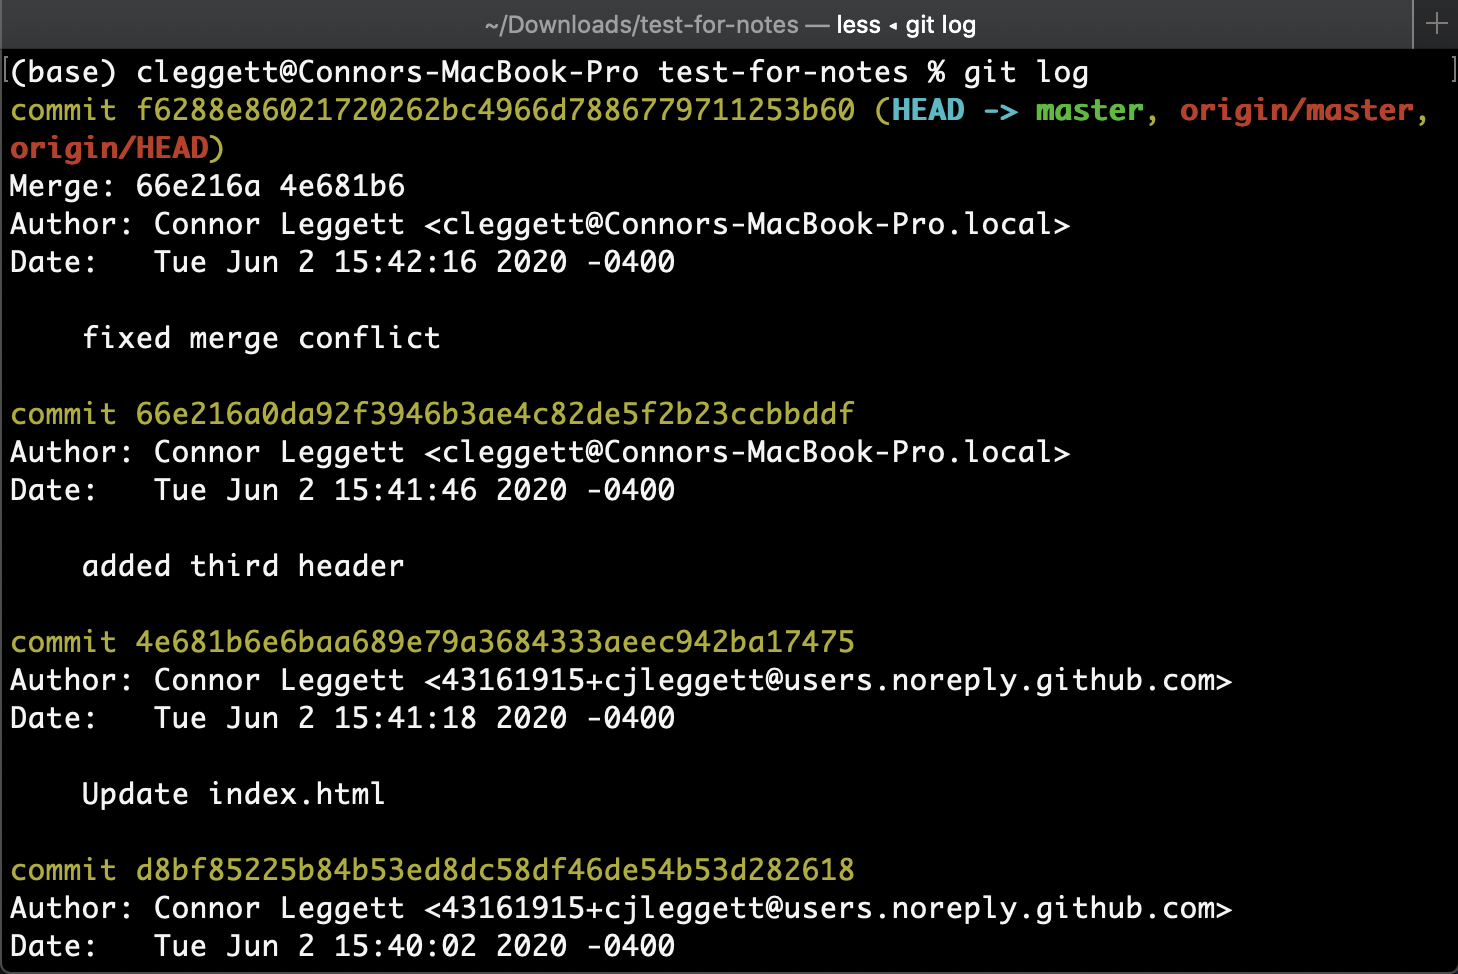 ~/Downloads/test-for-notes — less ◂ git log
(base) cleggett@Connors-MacBook-Pro test-for-notes % git log
commit f6288e86021720262bc4966d7886779711253b60 (HEAD -> master, origin/master,
origin/HEAD)
Merge: 66e216a 4e681b6
Author: Connor Leggett <cleggett@Connors-MacBook-Pro.local>
Date:   Tue Jun 2 15:42:16 2020 -0400
fixed merge conflict
commit 66e216a0da92f3946b3ae4c82de5f2b23ccbbddf
Author: Connor Leggett <cleggett@Connors-MacBook-Pro.local>
Date:   Tue Jun 2 15:41:46 2020 -0400
added third header
commit 4e681b6e6baa689e79a3684333aeec942ba17475
Author: Connor Leggett <43161915+cjleggett@users.noreply.github.com>
Date:   Tue Jun 2 15:41:18 2020 -0400
Update index.html
commit d8bf85225b84b53ed8dc58df46de54b53d282618
Author: Connor Leggett <43161915+cjleggett@users.noreply.github.com>
Date:   Tue Jun 2 15:40:02 2020 -0400